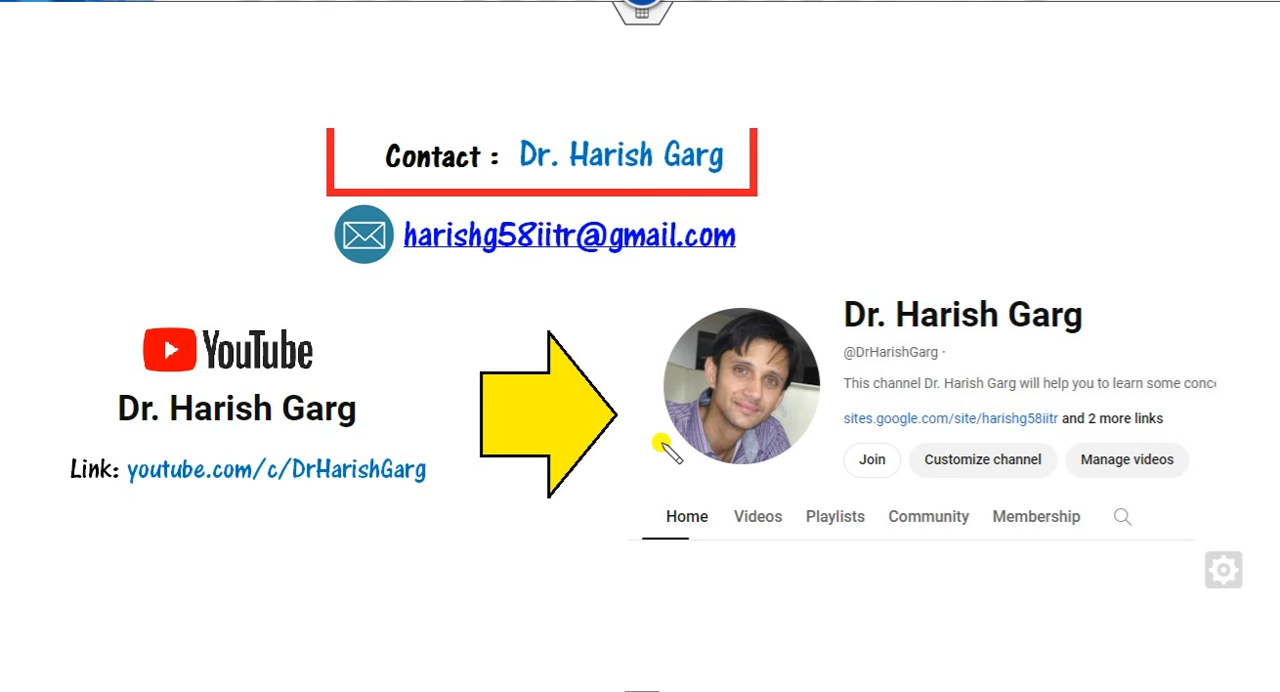 Contact : Dr. Harish Garg
harishg58iitr@gmail.com
YouTube
Dr. Harish Garg
Link: youtube.com/c/DrHarishGarg
Dr. Harish Garg
@DrHarishGarg ·
This channel Dr. Harish Garg will help you to learn some
sites.google.com/site/harishg58iitr and 2 more links
Join Customize channel Manage videos
Home Videos Playlists Community Membership